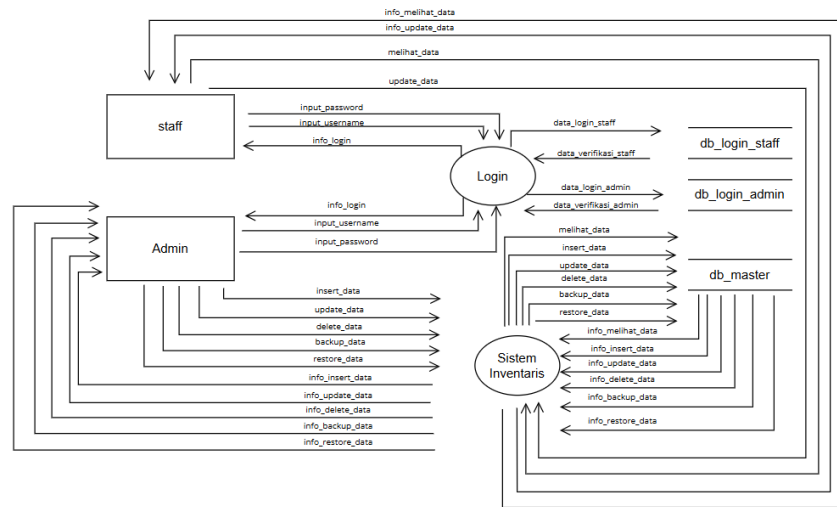 info_melihat_data
info_update_data
melihat_data
update_data
staff
input_password
input_username
info_login
data_login_staff
data_verifikasi_staff
db_login_staff
Login
data_login_admin
data_verifikasi_admin
db_login_admin
Admin
info_login
input_username
input_password
melihat_data
insert_data
update_data
delete_data
backup_data
restore_data
db_master
insert_data
update_data
delete_data
backup_data
restore_data
info_insert_data
info_update_data
info_delete_data
info_backup_data
info_restore_data
Sistem
Inventaris
info_melihat_data
info_insert_data
info_update_data
info_delete_data
info_backup_data
info_restore_data